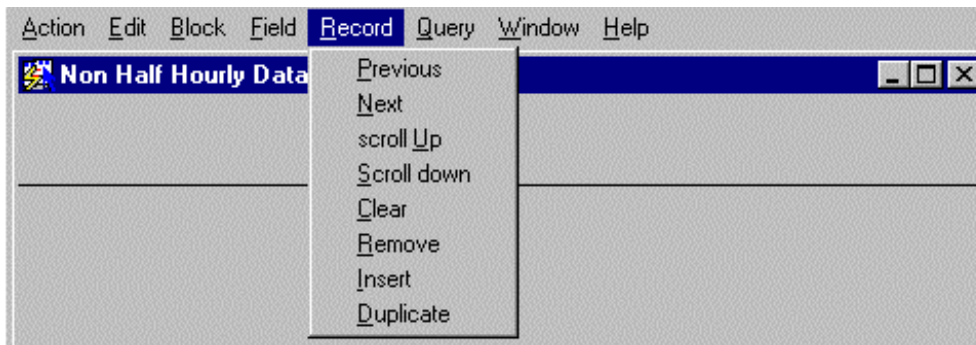 Action Edit Block Field Record Query Window Help
Non Half Hourly Data
Previous
Next
scroll Up
Scroll down
Clear
Remove
Insert
Duplicate